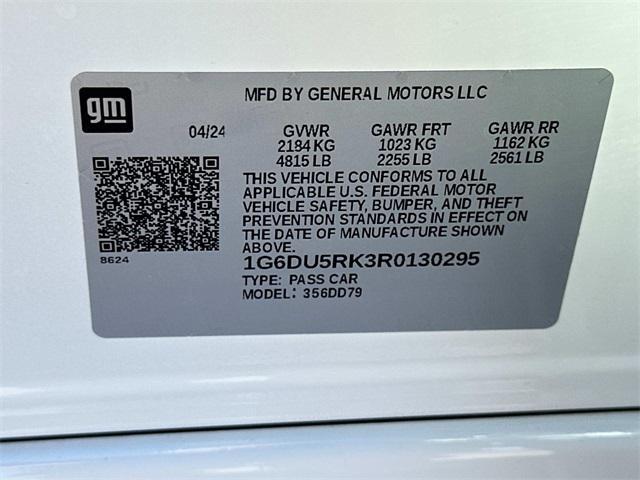 gm
MFD BY GENERAL MOTORS LLC
04/24 GVWR GAWR FRT GAWR RR
2184 KG 1023 KG 1162 KG
4815 LB 2255 LB 2561 LB
THIS VEHICLE CONFORMS TO ALL
APPLICABLE U.S. FEDERAL MOTOR
VEHICLE SAFETY, BUMPER, AND THEFT
PREVENTION STANDARDS IN EFFECT ON
THE DATE OF MANUFACTURE SHOWN
ABOVE.
8624
1G6DU5RK3R0130295
TYPE: PASS CAR
MODEL: 356DD79